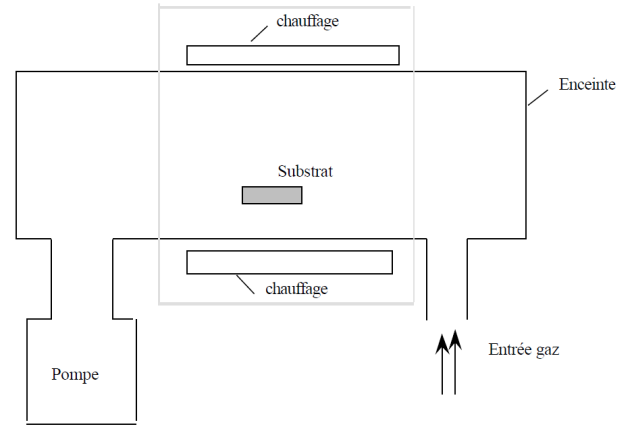 chauffage
Enceinte
Substrat
chauffage
Entrée gaz
Pompe